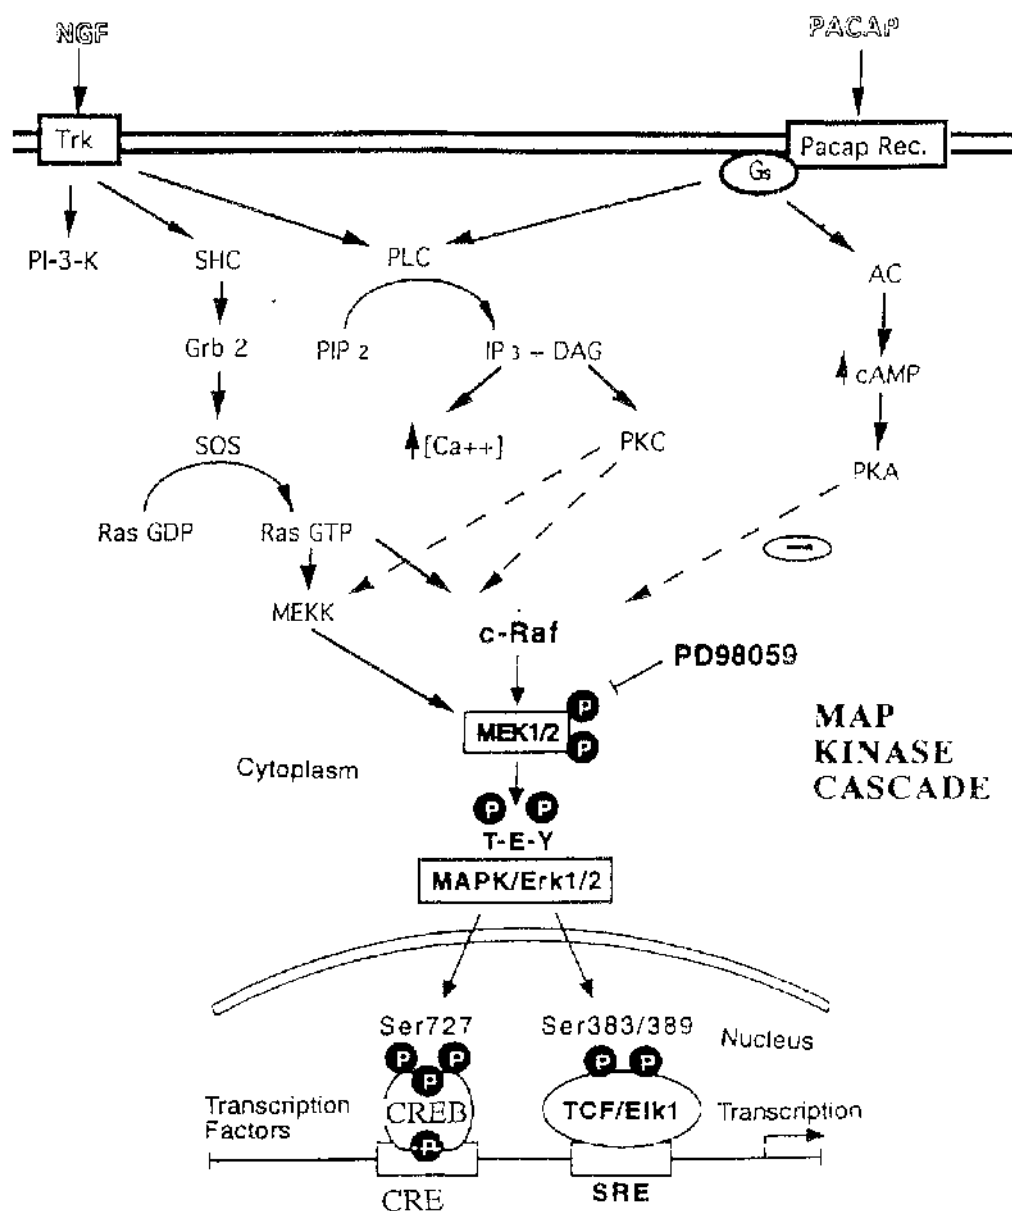 NGF
PACAP
Trk
Pacap Rec.
Gs
PI-3-K
SHC
PLC
AC
Grb 2
PIP 2
IP 3 - DAG
cAMP
[Ca++]
SOS
PKC
PKA
Ras GDP
Ras GTP
−
MEKK
c-Raf
PD98059
P
MEK1/2
P
MAP
KINASE
CASCADE
Cytoplasm
P P
T-E-Y
MAPK/Erk1/2
Ser727
Ser383/389
Nucleus
P P
P
P P
CREB
TCF/Elk1
Transcription
Factors
Transcription
P
CRE
SRE